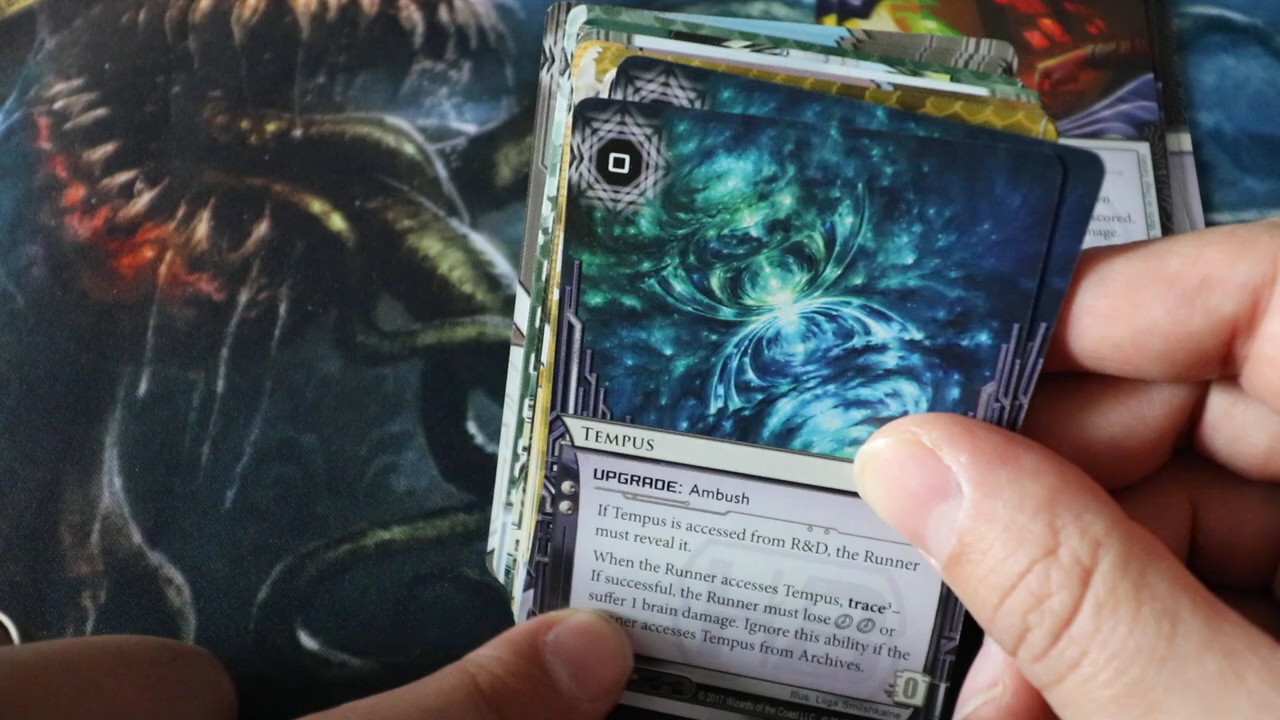 0
TEMPUS
UPGRADE: Ambush
If Tempus is accessed from R&D, the Runner
must reveal it.
When the Runner accesses Tempus, trace³–
If successful, the Runner must lose or
suffer 1 brain damage. Ignore this ability if the
accesses Tempus from Archives.
0
Illus. Liiga Smilshkalne
© 2017 Wizards of the Coast LLC.
scored,